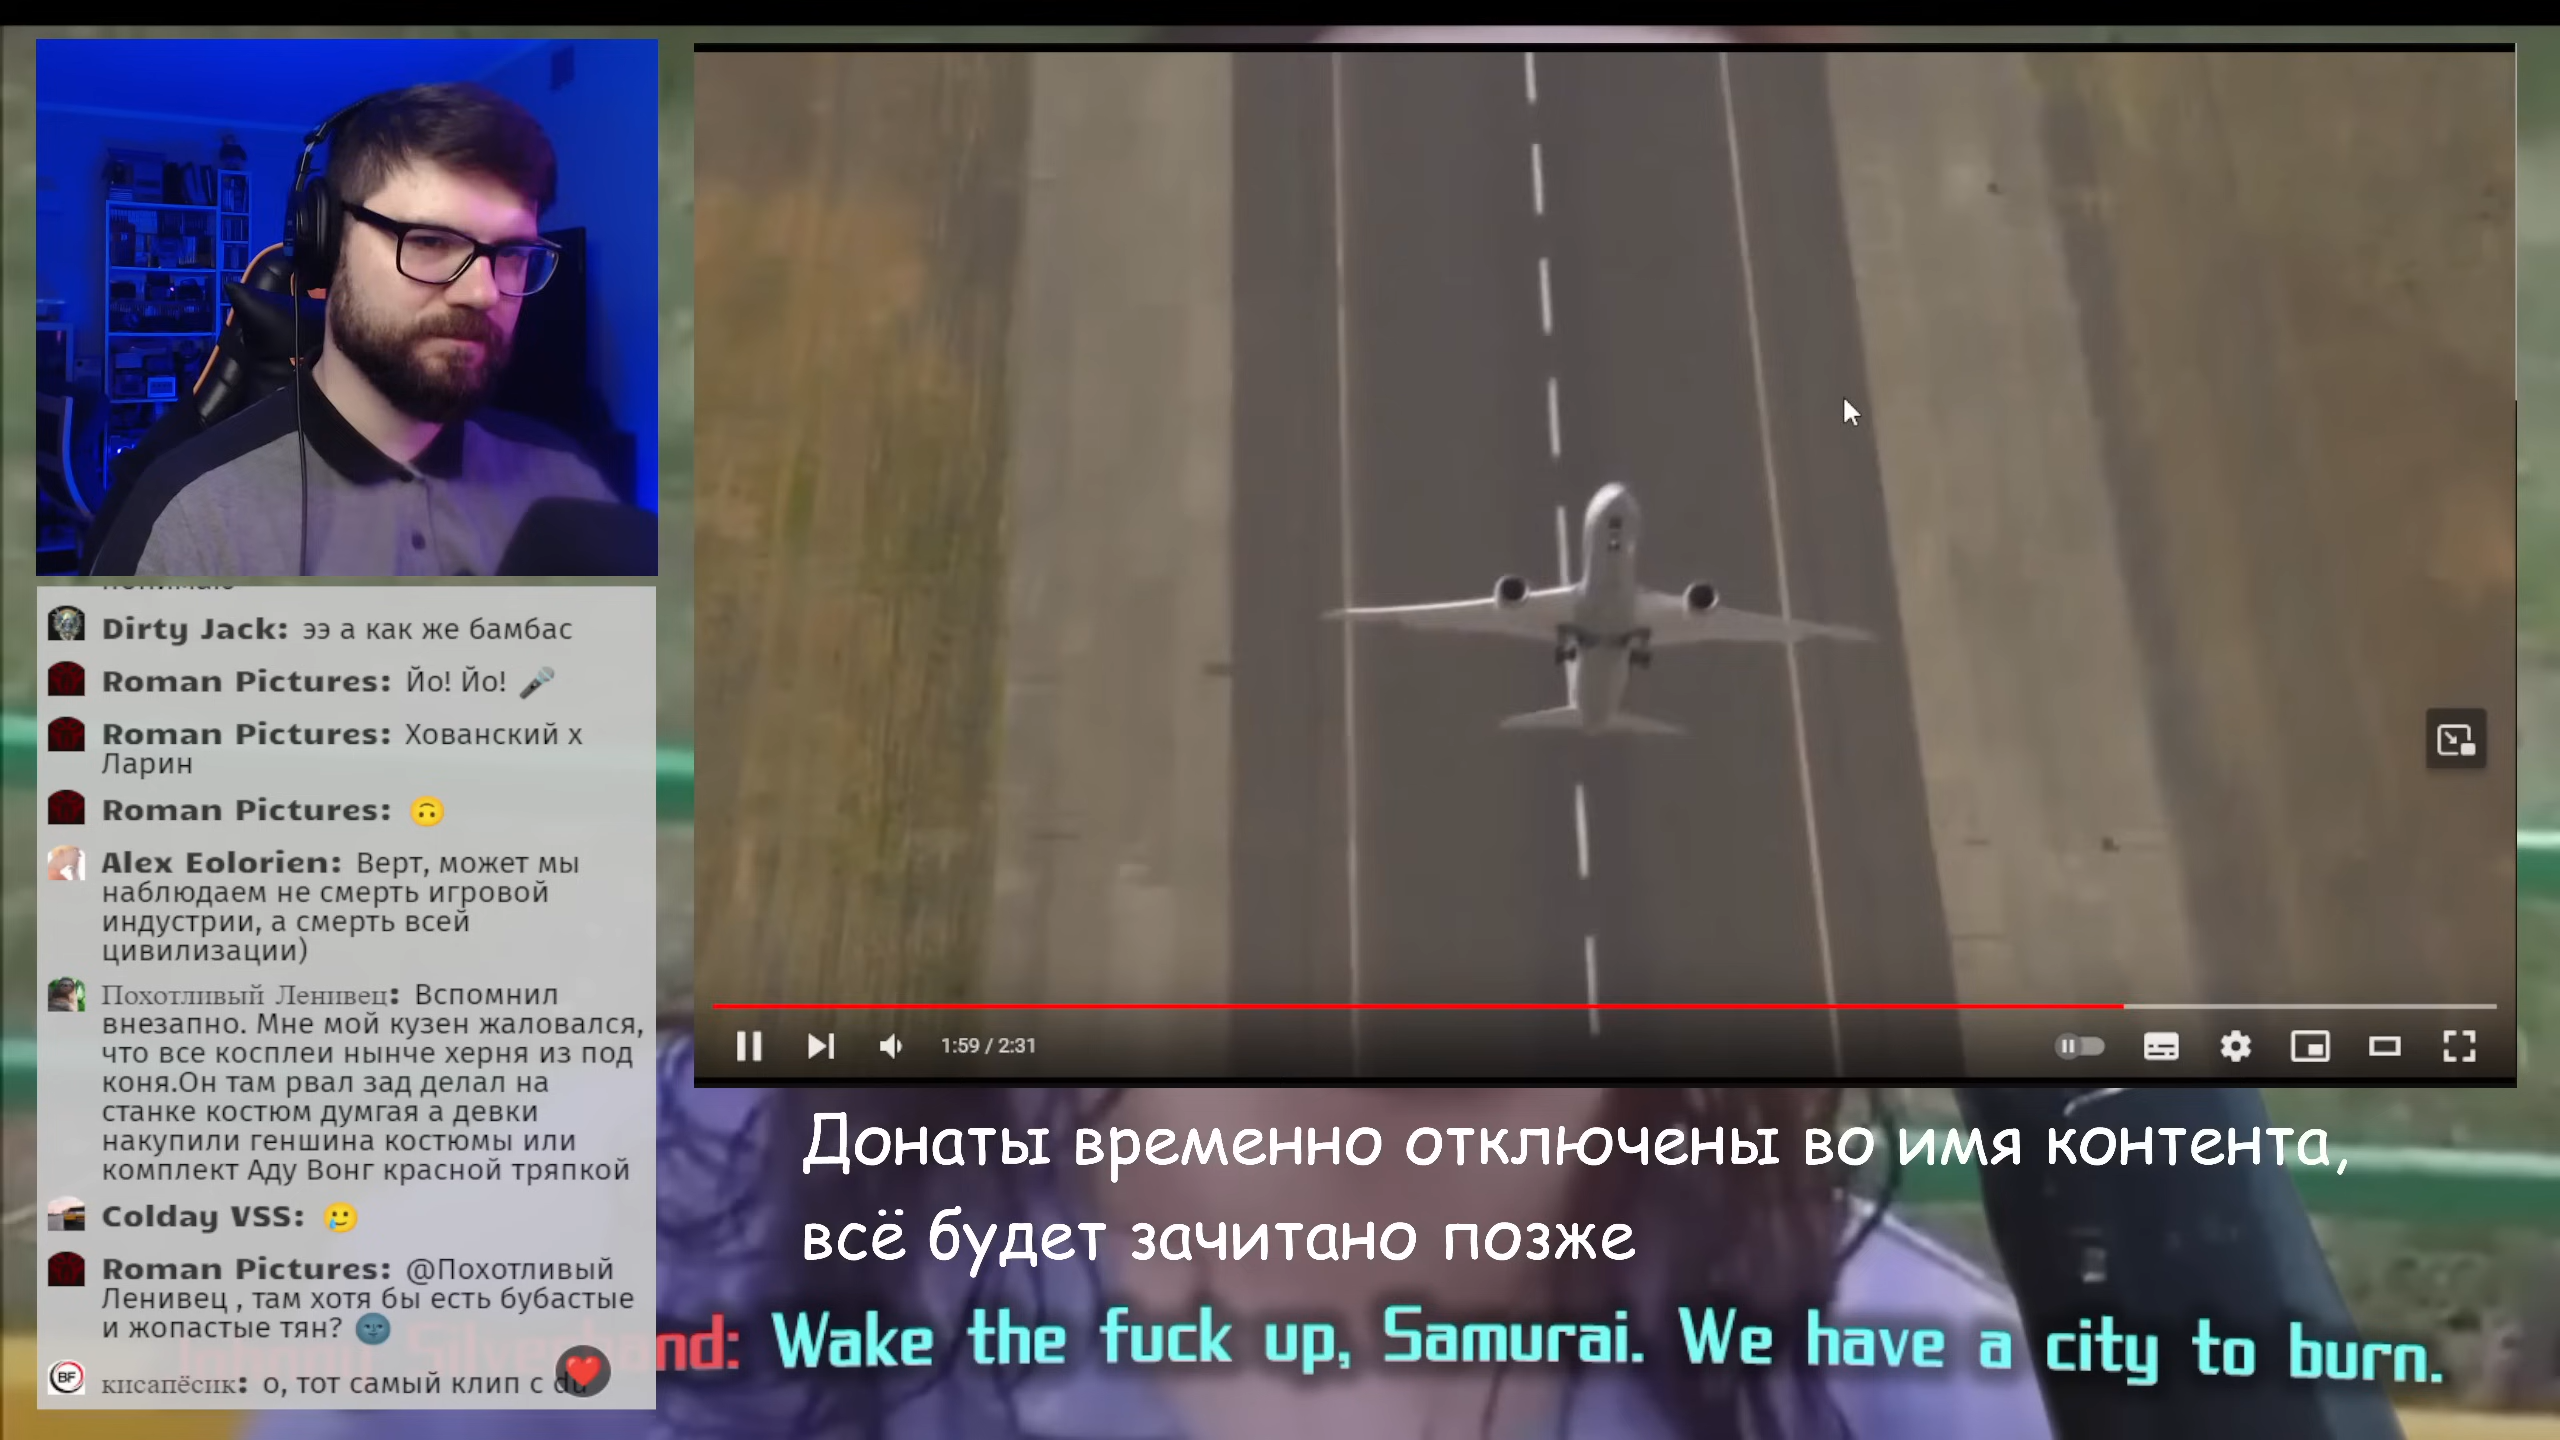 Dirty Jack: ээ а как же бамбас
Roman Pictures: Йо! Йо! 🎤
Roman Pictures: Хованский х
Ларин
Roman Pictures: 🙃
Alex Eolorien: Верт, может мы
наблюдаем не смерть игровой
индустрии, а смерть всей
цивилизации)
Похотливый Ленивец: Вспомнил
внезапно. Мне мой кузен жаловался,
что все косплеи нынче херня из под
коня.Он там рвал зад делал на
станке костюм думгая а девки
накупили геншина костюмы или
комплект Аду Вонг красной тряпкой
Colday VSS: 🥲
Roman Pictures: @Похотливый
Ленивец , там хотя бы есть бубастые
и жопастые тян? 🌚
BF кисапёсик: о, тот самый клип с du
1:59 / 2:31
Донаты временно отключены во имя контента,
всё будет зачитано позже
Johnny Silverhand: Wake the fuck up, Samurai. We have a city to burn.